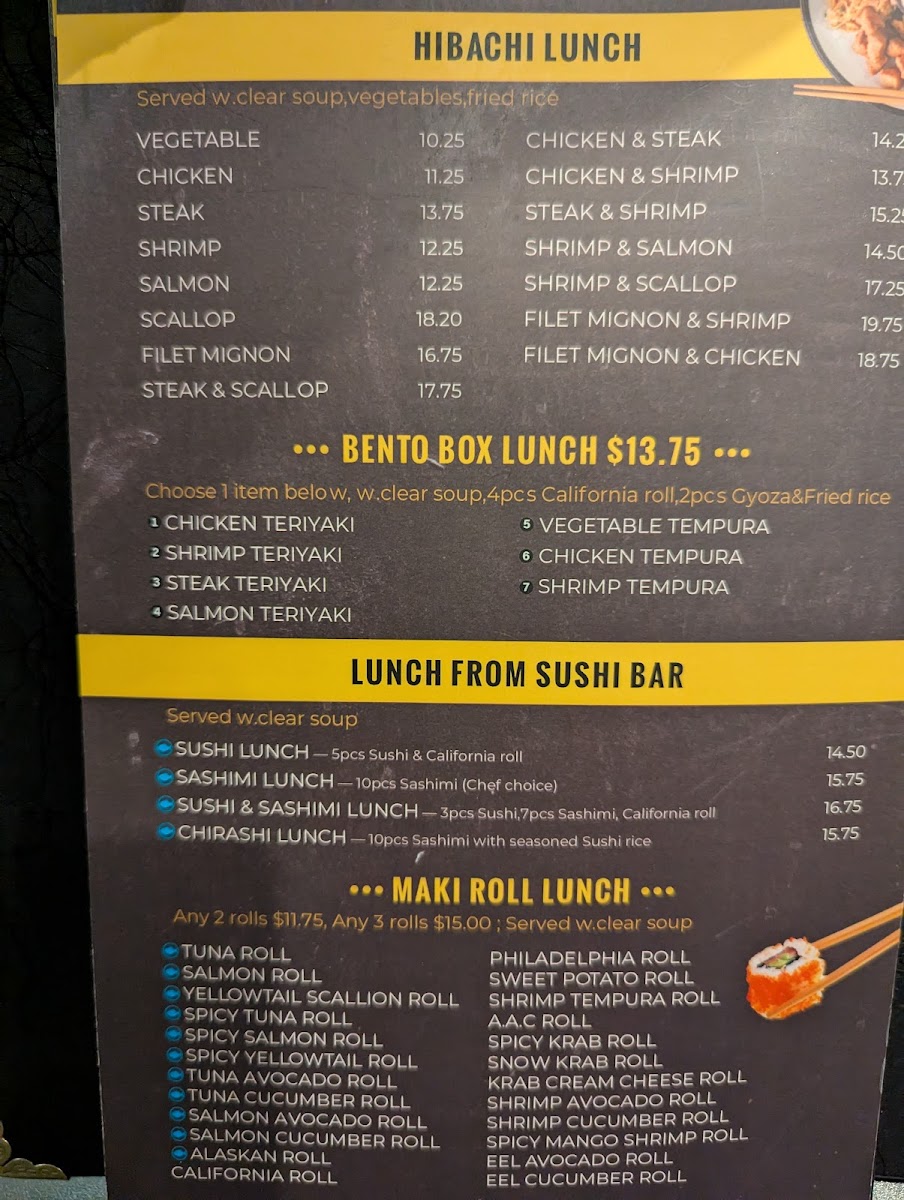 HIBACHI LUNCH
Served w.clear soup,vegetables,fried rice
VEGETABLE 10.25 CHICKEN & STEAK
CHICKEN 11.25 CHICKEN & SHRIMP
STEAK 13.75 STEAK & SHRIMP 15.25
SHRIMP 12.25 SHRIMP & SALMON 14.50
SALMON 12.25 SHRIMP & SCALLOP 17.25
SCALLOP 18.20 FILET MIGNON & SHRIMP 19.75
FILET MIGNON 16.75 FILET MIGNON & CHICKEN 18.75
STEAK & SCALLOP 17.75
••• BENTO BOX LUNCH $13.75 •••
Choose 1 item below, w.clear soup,4pcs California roll,2pcs Gyoza&Fried rice
1 CHICKEN TERIYAKI 5 VEGETABLE TEMPURA
2 SHRIMP TERIYAKI 6 CHICKEN TEMPURA
3 STEAK TERIYAKI 7 SHRIMP TEMPURA
4 SALMON TERIYAKI
LUNCH FROM SUSHI BAR
Served w.clear soup
SUSHI LUNCH — 5pcs Sushi & California roll 14.50
SASHIMI LUNCH — 10pcs Sashimi (Chef choice) 15.75
SUSHI & SASHIMI LUNCH — 3pcs Sushi,7pcs Sashimi, California roll 16.75
CHIRASHI LUNCH — 10pcs Sashimi with seasoned Sushi rice 15.75
••• MAKI ROLL LUNCH •••
Any 2 rolls $11.75, Any 3 rolls $15.00 ; Served w.clear soup
TUNA ROLL PHILADELPHIA ROLL
SALMON ROLL SWEET POTATO ROLL
YELLOWTAIL SCALLION ROLL SHRIMP TEMPURA ROLL
SPICY TUNA ROLL A.A.C ROLL
SPICY SALMON ROLL SPICY KRAB ROLL
SPICY YELLOWTAIL ROLL SNOW KRAB ROLL
TUNA AVOCADO ROLL KRAB CREAM CHEESE ROLL
TUNA CUCUMBER ROLL SHRIMP AVOCADO ROLL
SALMON AVOCADO ROLL SHRIMP CUCUMBER ROLL
SALMON CUCUMBER ROLL SPICY MANGO SHRIMP ROLL
ALASKAN ROLL EEL AVOCADO ROLL
CALIFORNIA ROLL EEL CUCUMBER ROLL